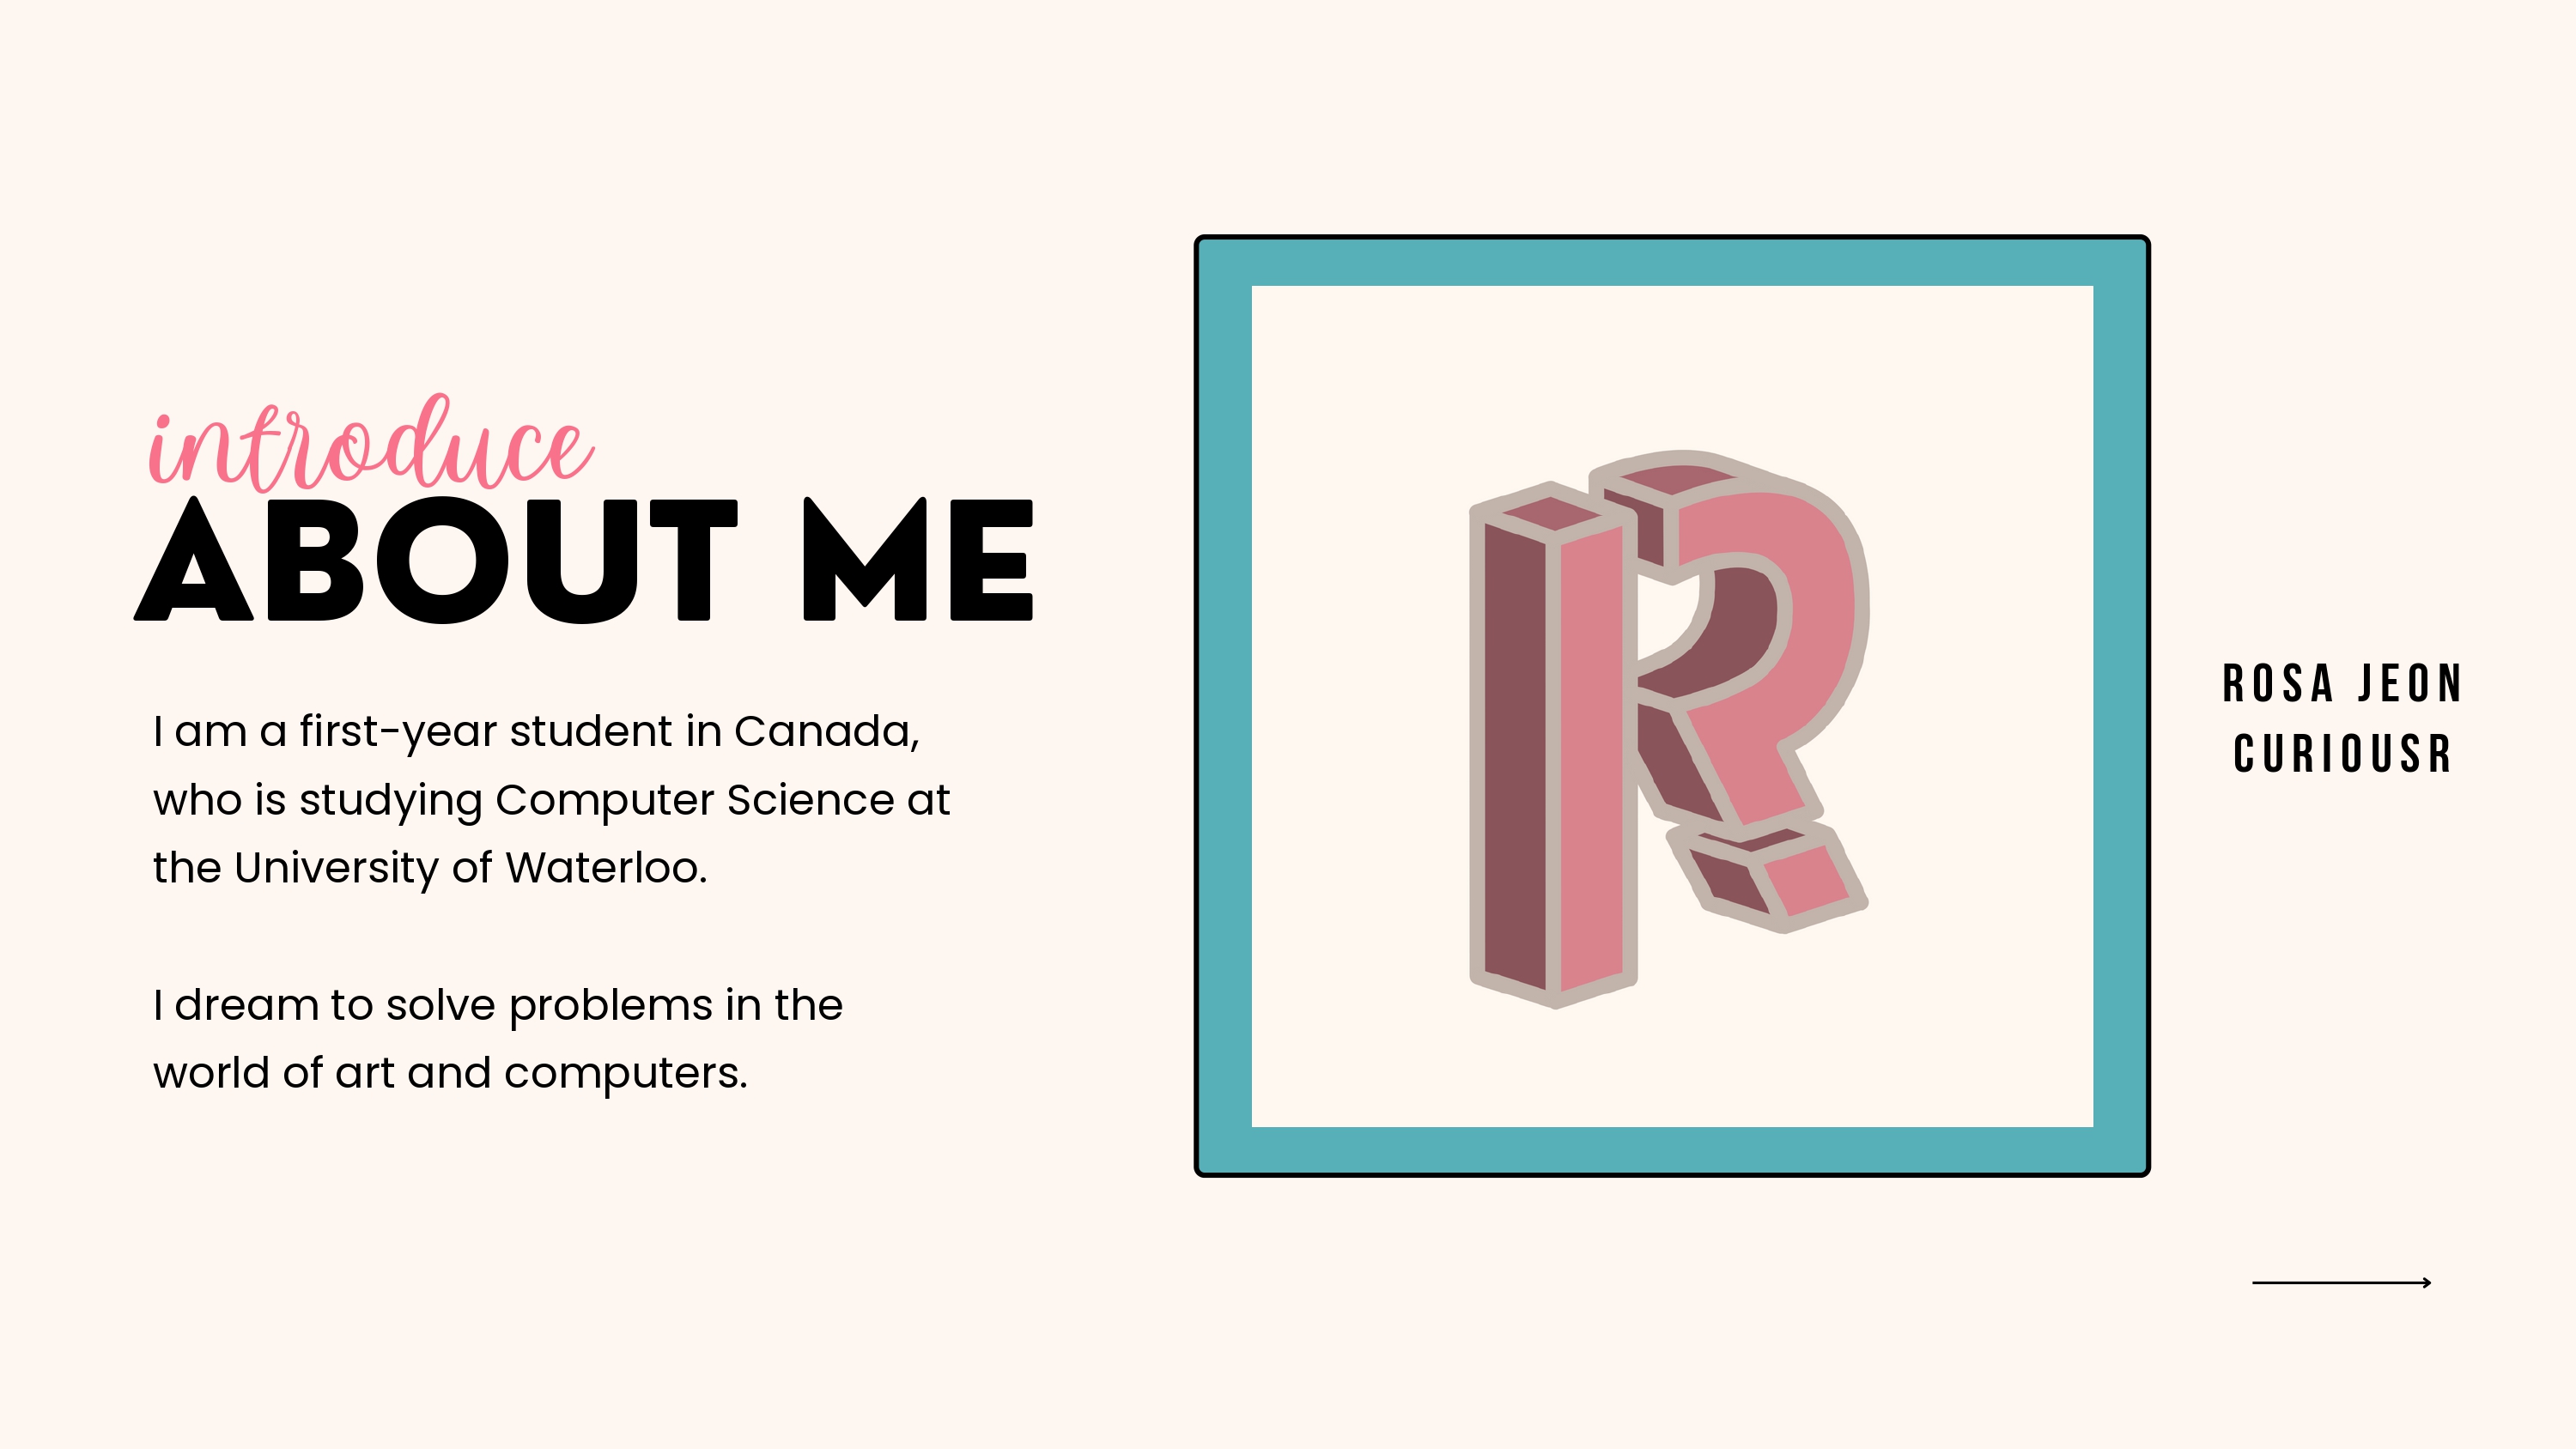 introduce
ABOUT ME
I am a first-year student in Canada,
who is studying Computer Science at
the University of Waterloo.
I dream to solve problems in the
world of art and computers.
R
ROSA JEON
CURIOUSR